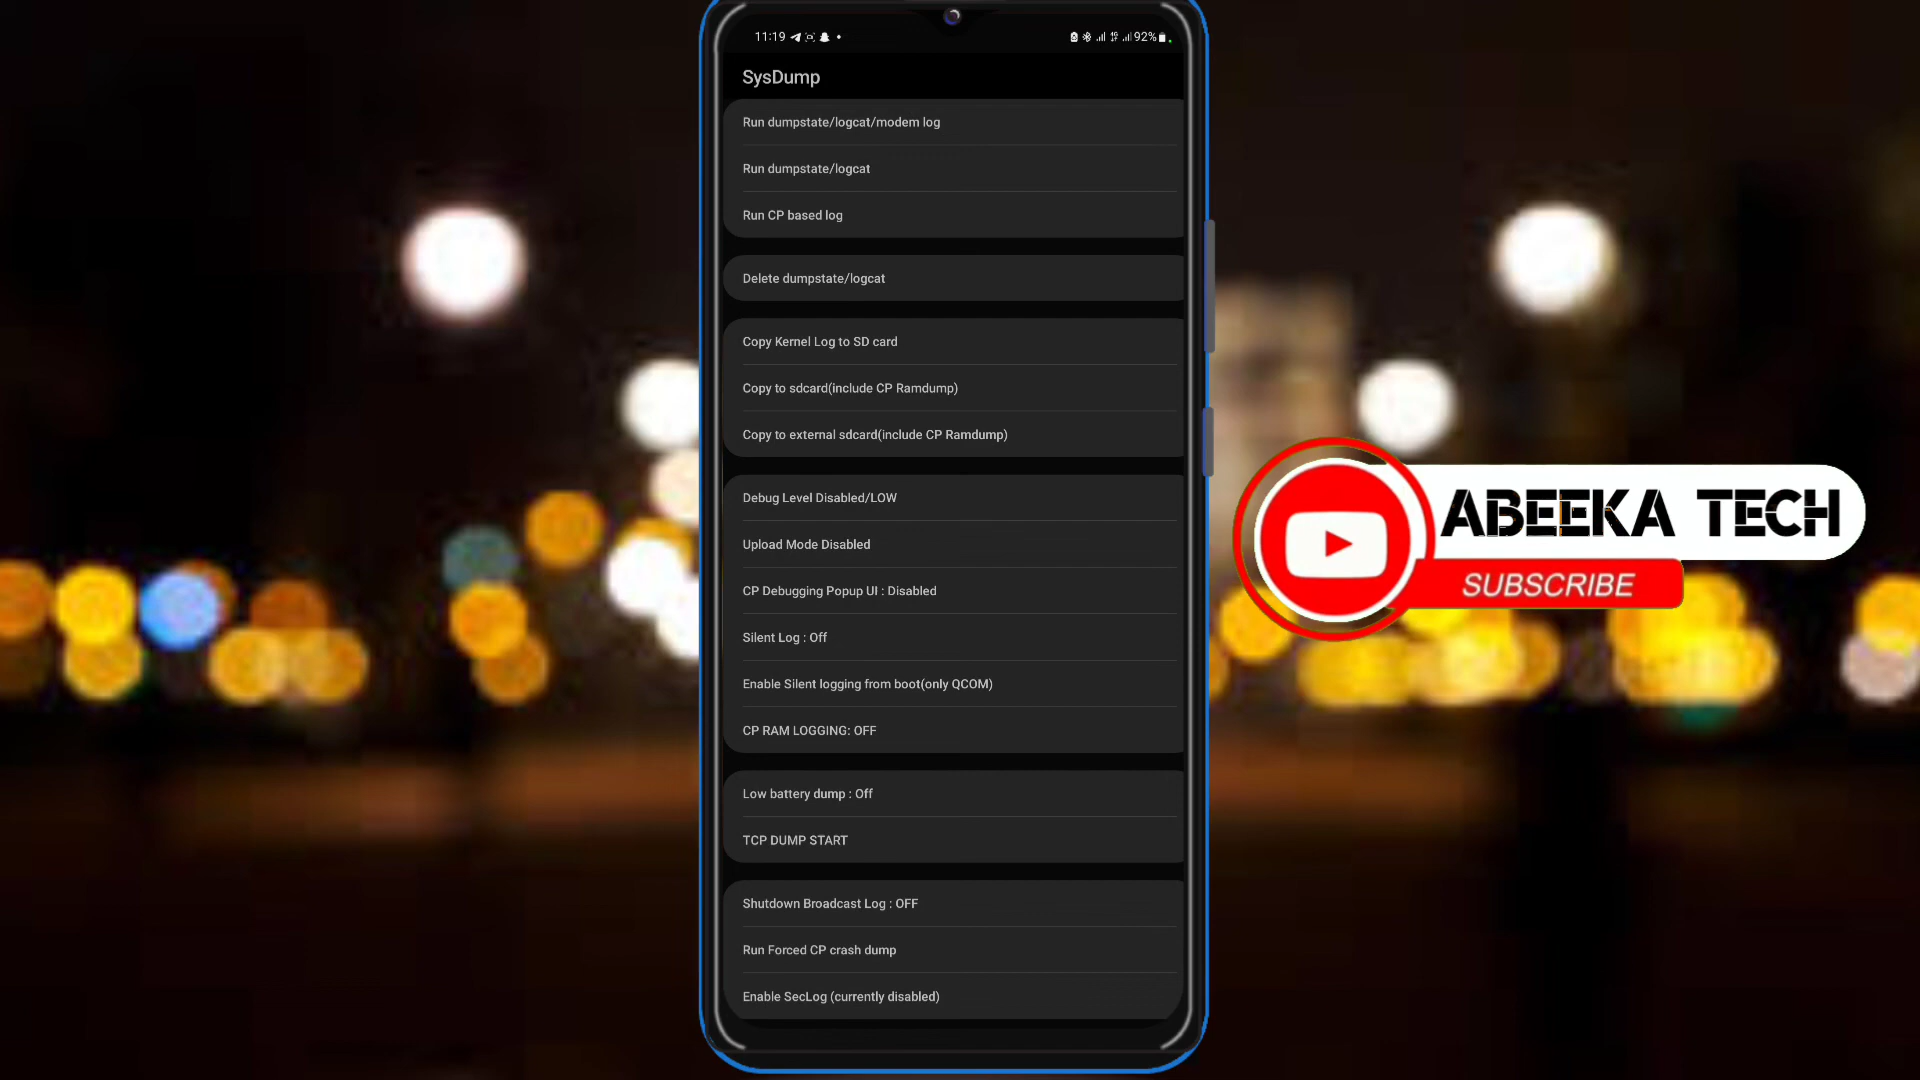 11:19
92%
SysDump
Run dumpstate/logcat/modem log
Run dumpstate/logcat
Run CP based log
Delete dumpstate/logcat
Copy Kernel Log to SD card
Copy to sdcard(include CP Ramdump)
Copy to external sdcard(include CP Ramdump)
Debug Level Disabled/LOW
Upload Mode Disabled
CP Debugging Popup UI : Disabled
Silent Log : Off
Enable Silent logging from boot(only QCOM)
CP RAM LOGGING: OFF
Low battery dump : Off
TCP DUMP START
Shutdown Broadcast Log : OFF
Run Forced CP crash dump
Enable SecLog (currently disabled)
ABEEKA TECH
SUBSCRIBE